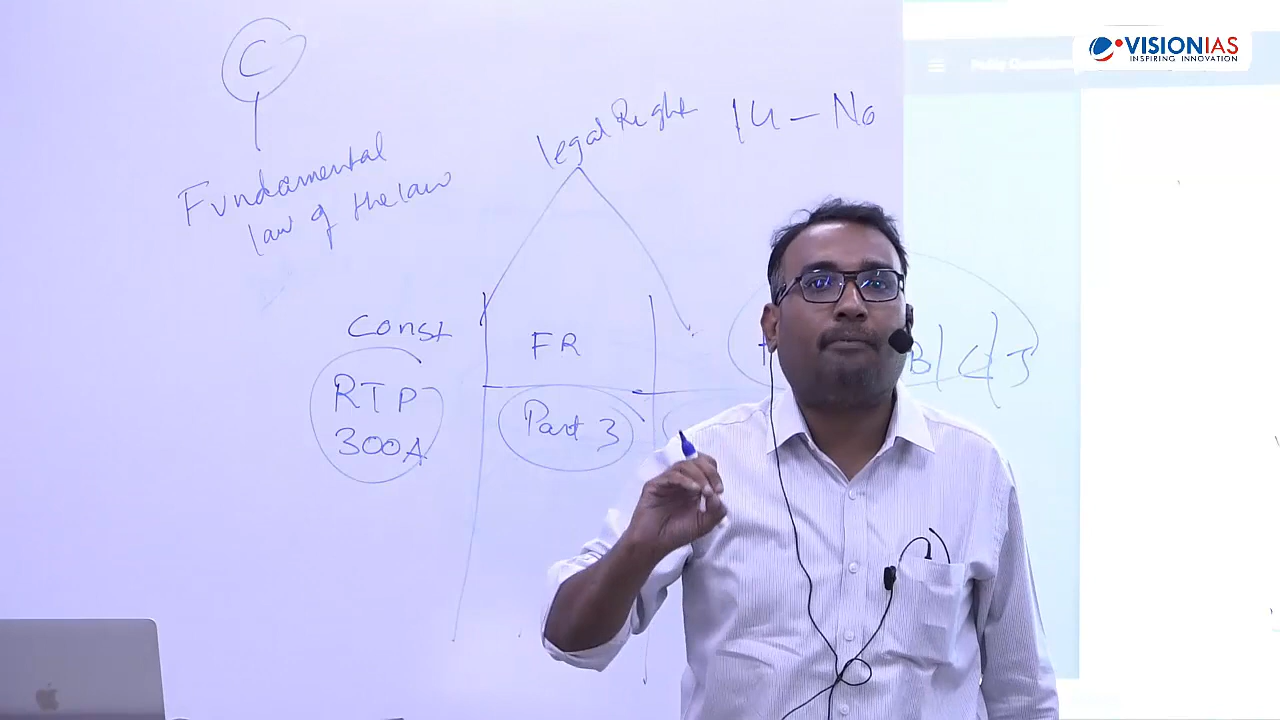 VISIONIAS
INSPIRING INNOVATION
C
Fundamental
law of the law
legal Right
14 - No
Const
FR
B | C | J
RTP
300A
Part 3